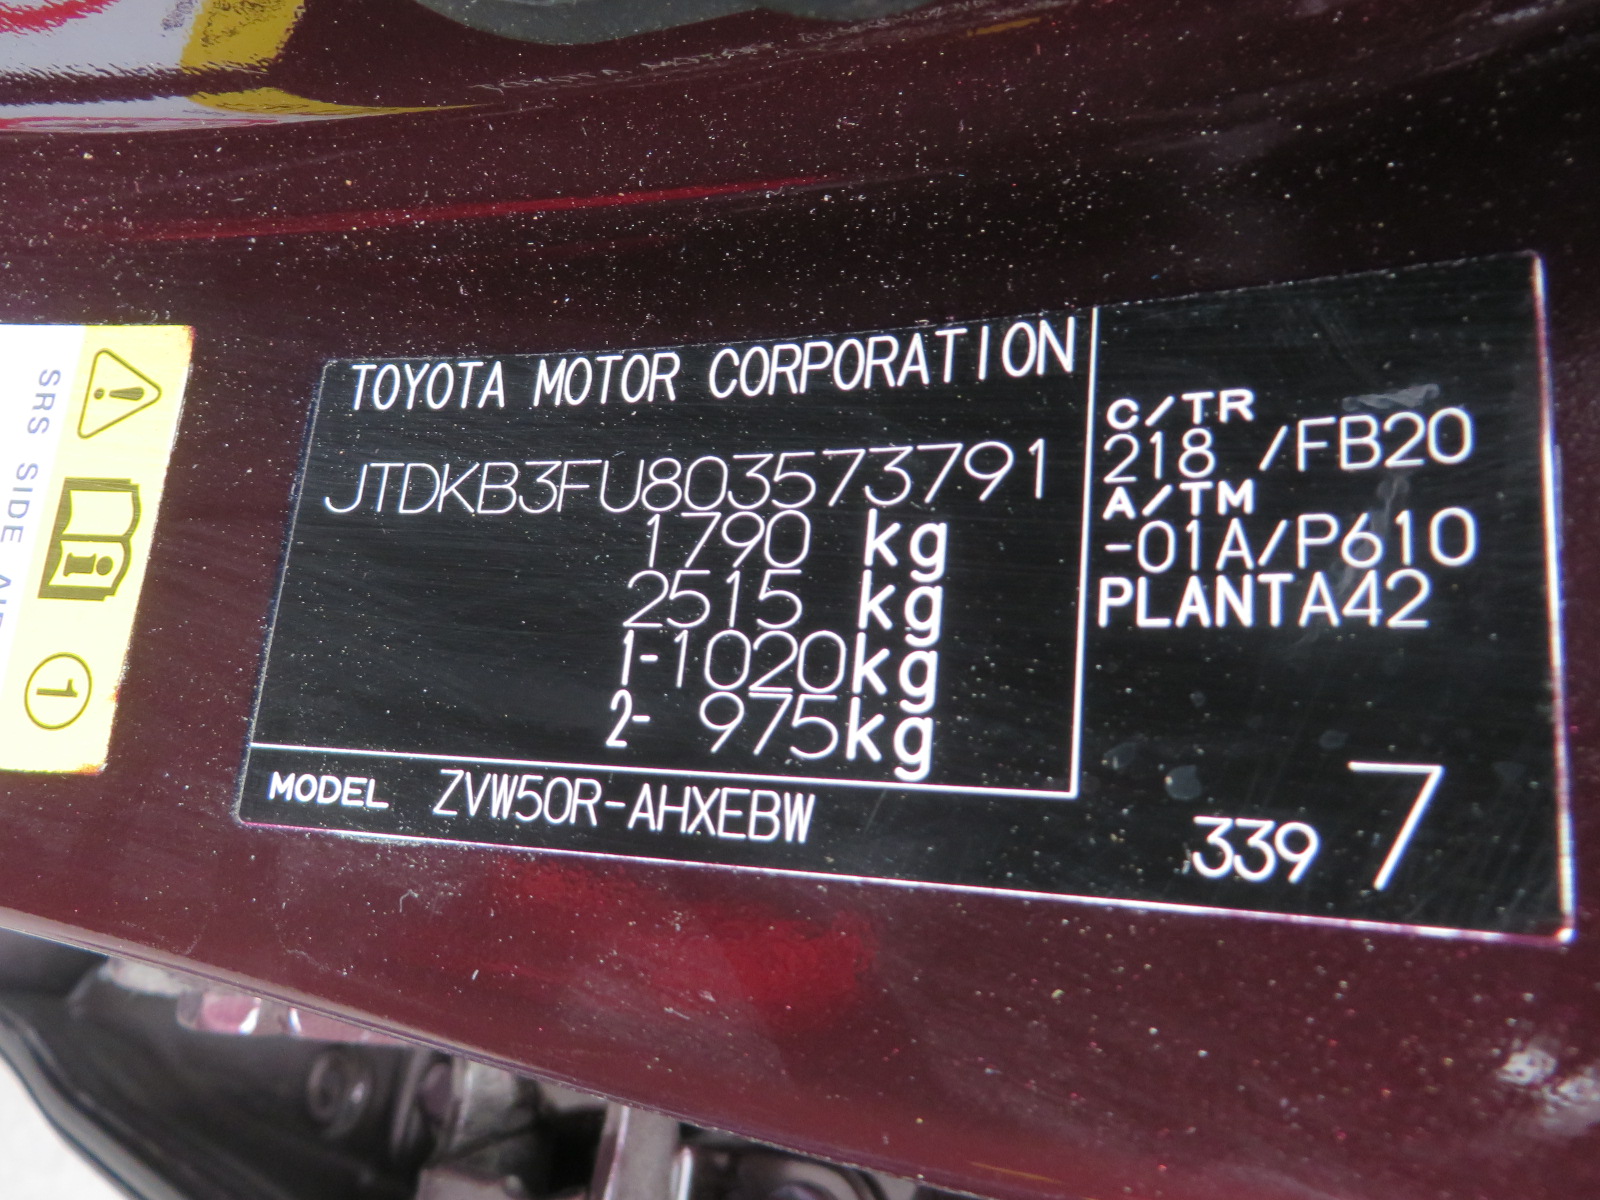 TOYOTA MOTOR CORPORATION
JTDKB3FU803573791
1790 kg
2515 kg
1-1020kg
2- 975kg
MODEL ZVW50R-AHXEBW
C/TR
218 /FB20
A/TM
-01A/P610
PLANTA42
339 7
SRS SIDE
1